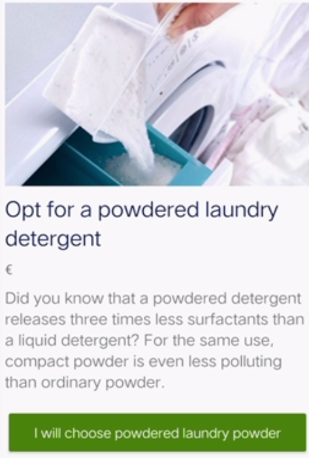 Opt for a powdered laundry
detergent
€
Did you know that a powdered detergent
releases three times less surfactants than
a liquid detergent? For the same use,
compact powder is even less polluting
than ordinary powder.
I will choose powdered laundry powder